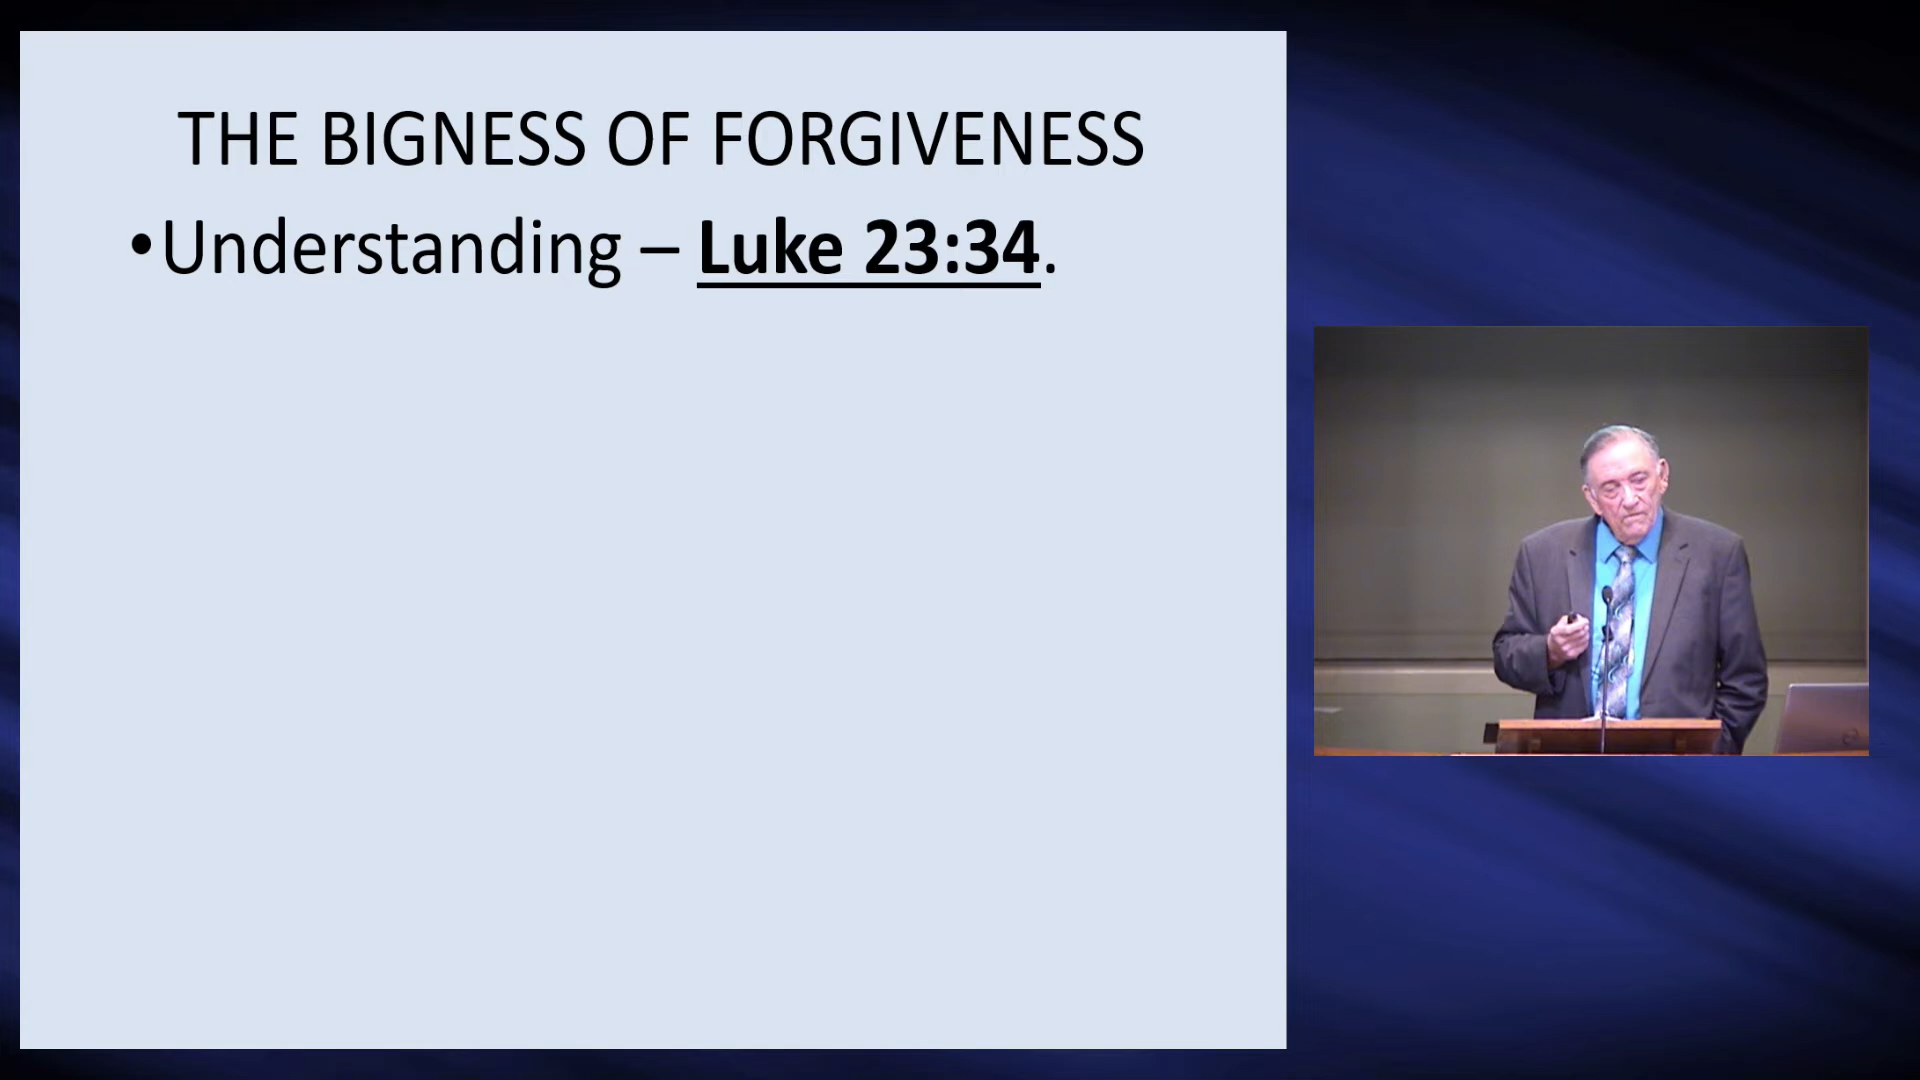 THE BIGNESS OF FORGIVENESS
•Understanding – Luke 23:34.